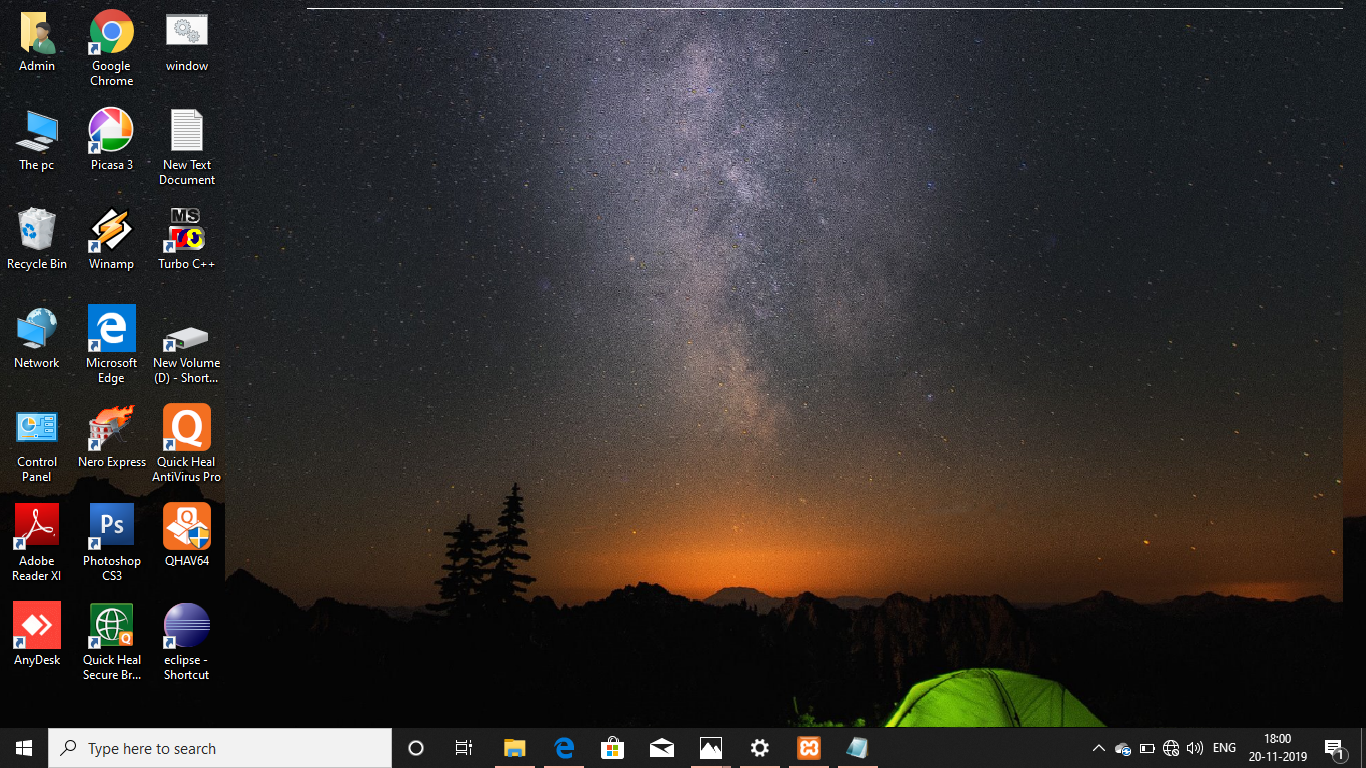 Admin
Google
Chrome
window
The pc
Picasa 3
New Text
Document
Recycle Bin
Winamp
MS
Turbo C++
Network
Microsoft
Edge
New Volume
(D) - Short...
Control
Panel
Nero Express
Q
Quick Heal
AntiVirus Pro
Adobe
Reader XI
Ps
Photoshop
CS3
Q
QHAV64
AnyDesk
Q
Quick Heal
Secure Br...
eclipse -
Shortcut
Type here to search
ENG
18:00
20-11-2019
1